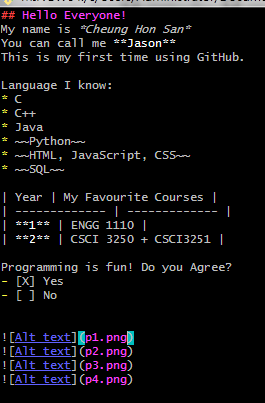 ## Hello Everyone!
My name is *Cheung Hon San*
You can call me **Jason**
This is my first time using GitHub.
Language I know:
* C
* C++
* Java
* ~~Python~~
* ~~HTML, JavaScript, CSS~~
* ~~SQL~~
| Year | My Favourite Courses |
| ------------- | ------------- |
| **1** | ENGG 1110 |
| **2** | CSCI 3250 + CSCI3251 |
Programming is fun! Do you Agree?
- [X] Yes
- [ ] No
![Alt text](p1.png)
![Alt text](p2.png)
![Alt text](p3.png)
![Alt text](p4.png)